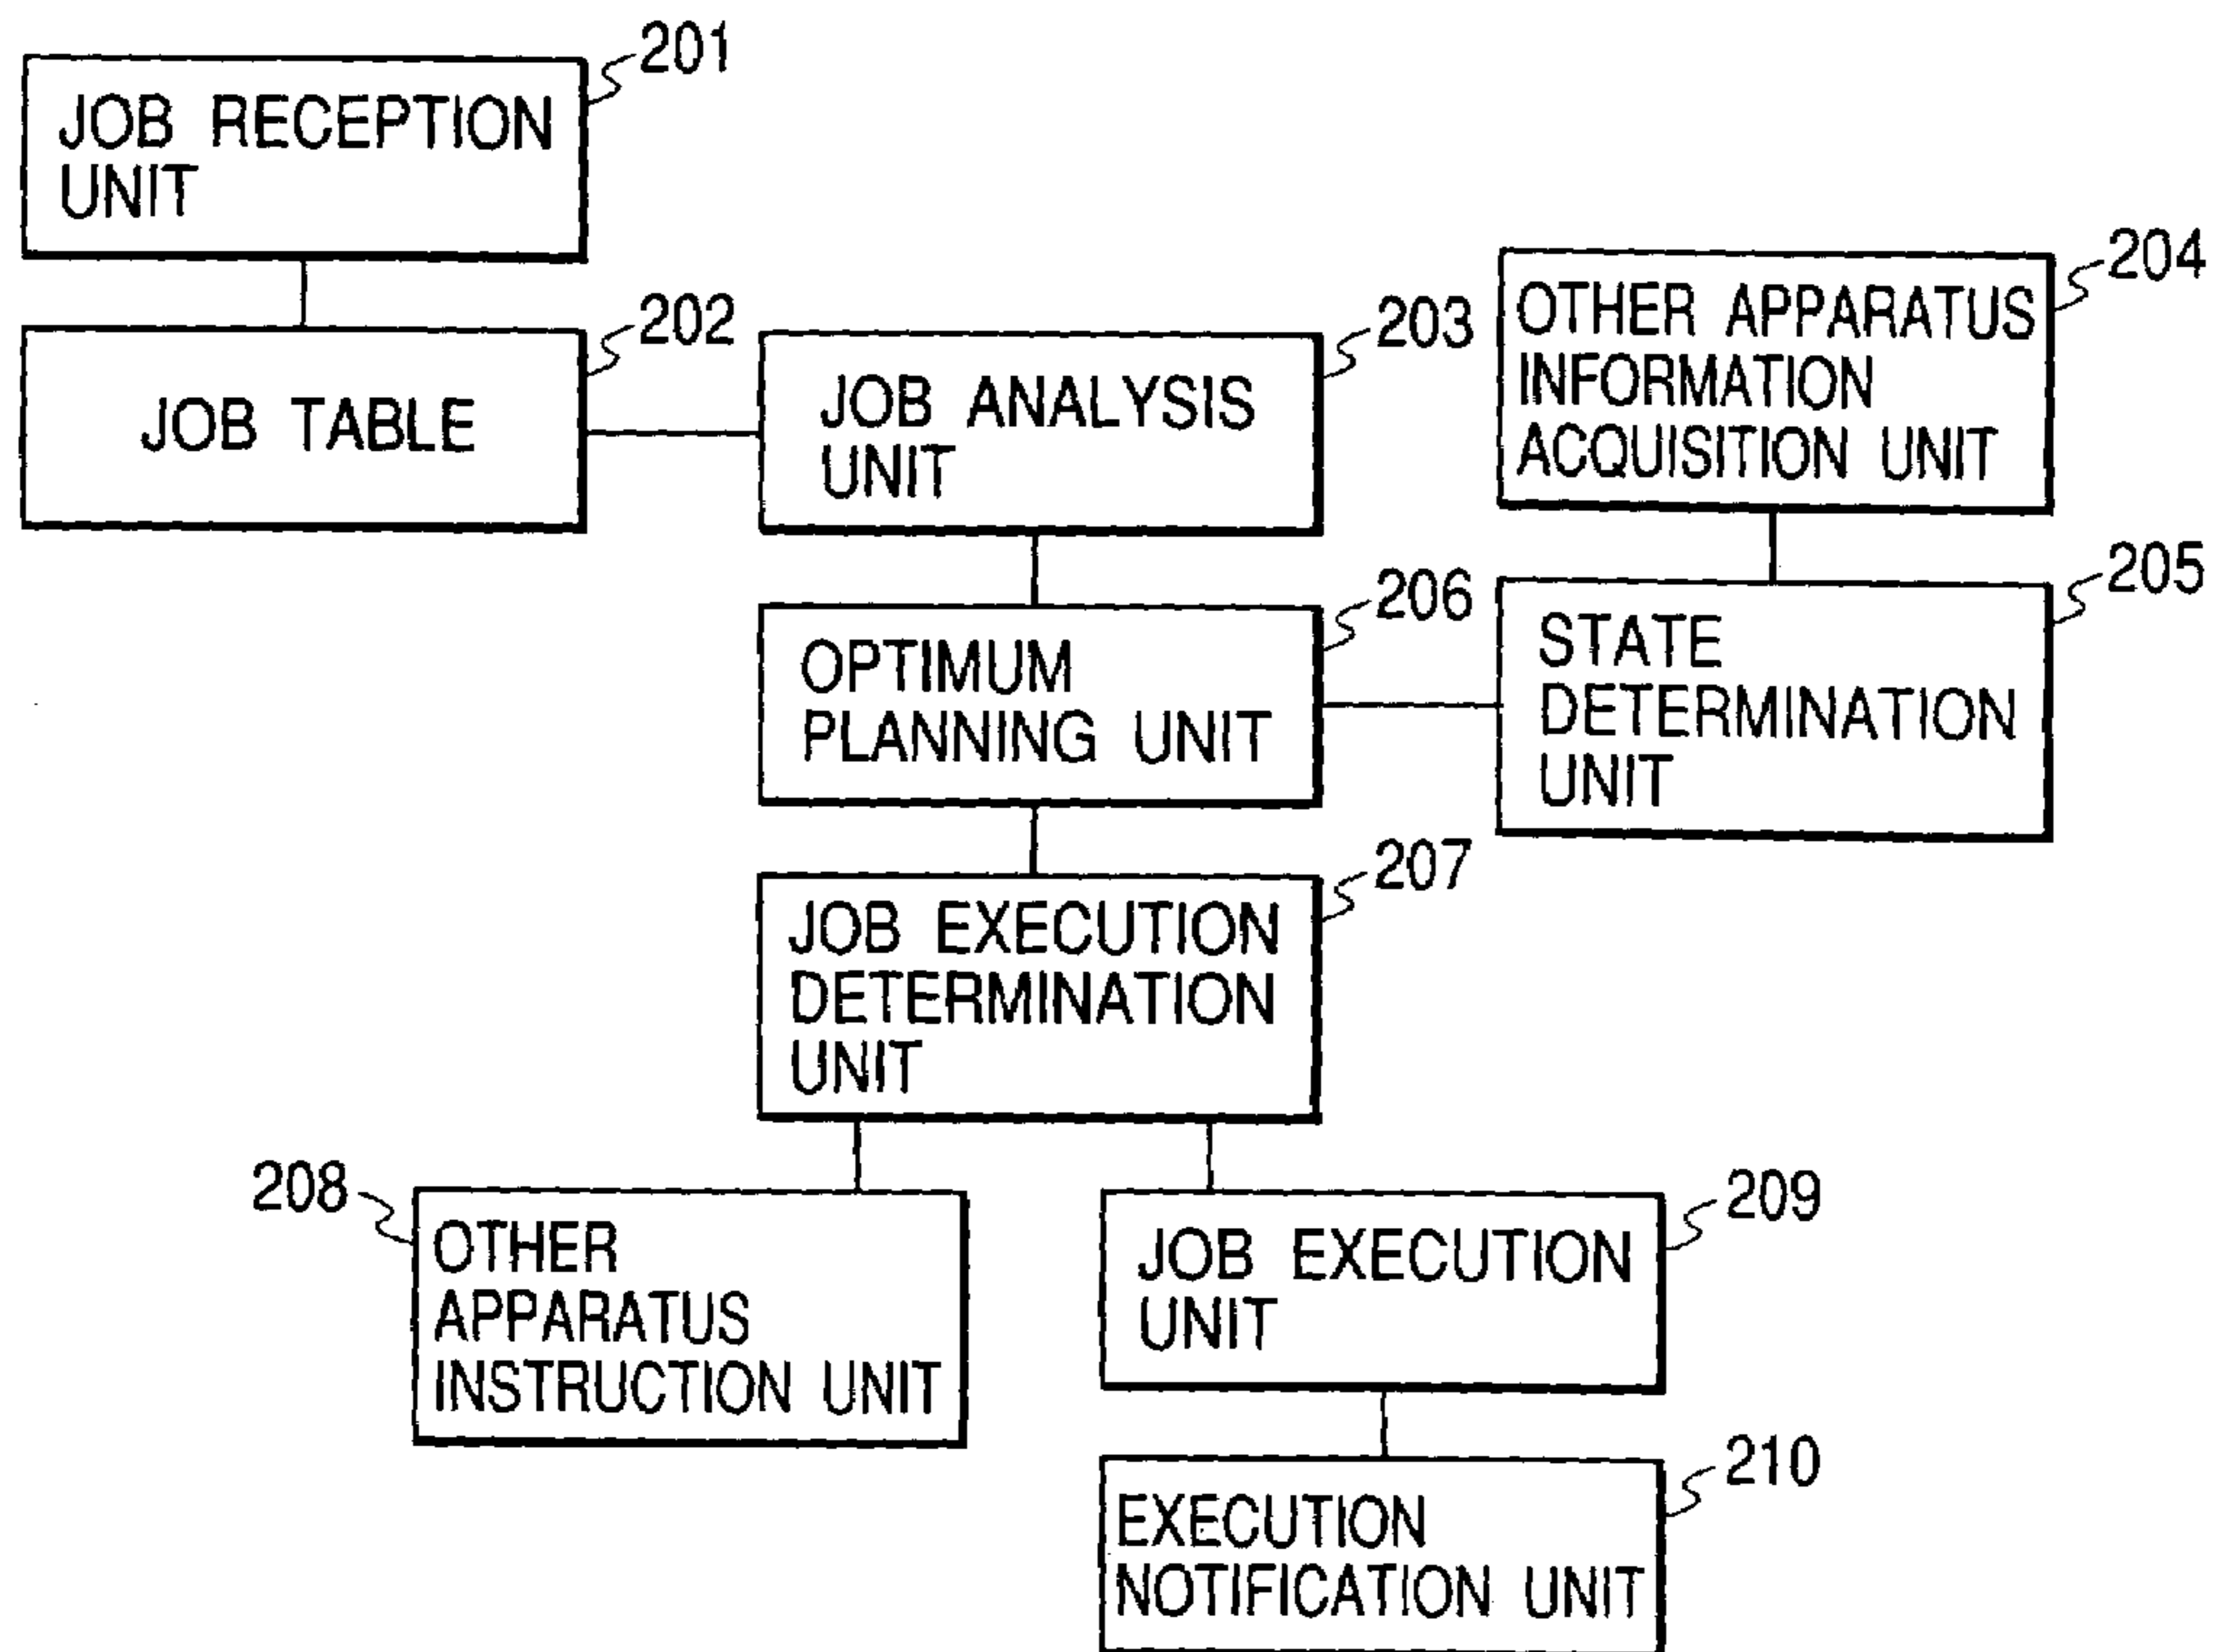 201
JOB RECEPTION
UNIT
202
JOB TABLE
203
JOB ANALYSIS
UNIT
204
OTHER APPARATUS
INFORMATION
ACQUISITION UNIT
205
STATE
DETERMINATION
UNIT
206
OPTIMUM
PLANNING UNIT
207
JOB EXECUTION
DETERMINATION
UNIT
208
OTHER
APPARATUS
INSTRUCTION UNIT
209
JOB EXECUTION
UNIT
210
EXECUTION
NOTIFICATION UNIT